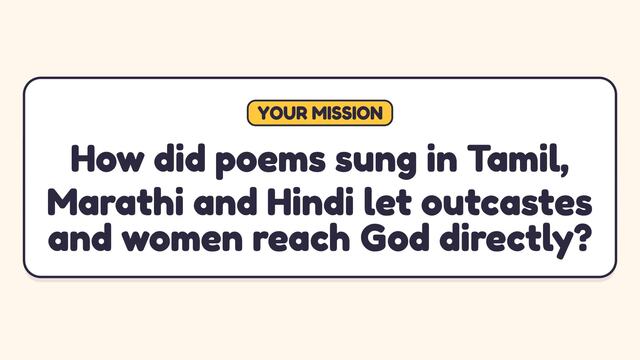 YOUR MISSION
How did poems sung in Tamil,
Marathi and Hindi let outcastes
and women reach God directly?